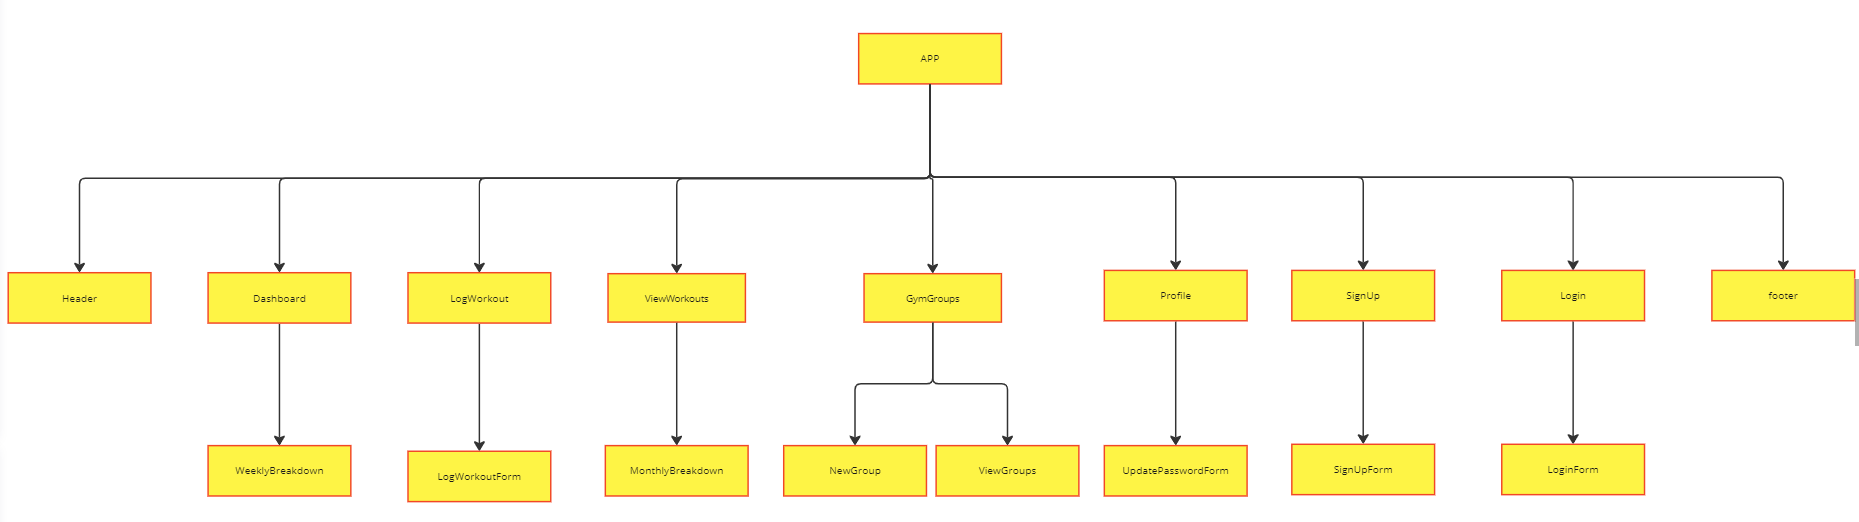 APP
Header
Dashboard
LogWorkout
ViewWorkouts
GymGroups
Profile
SignUp
Login
footer
WeeklyBreakdown
LogWorkoutForm
MonthlyBreakdown
NewGroup
ViewGroups
UpdatePasswordForm
SignUpForm
LoginForm